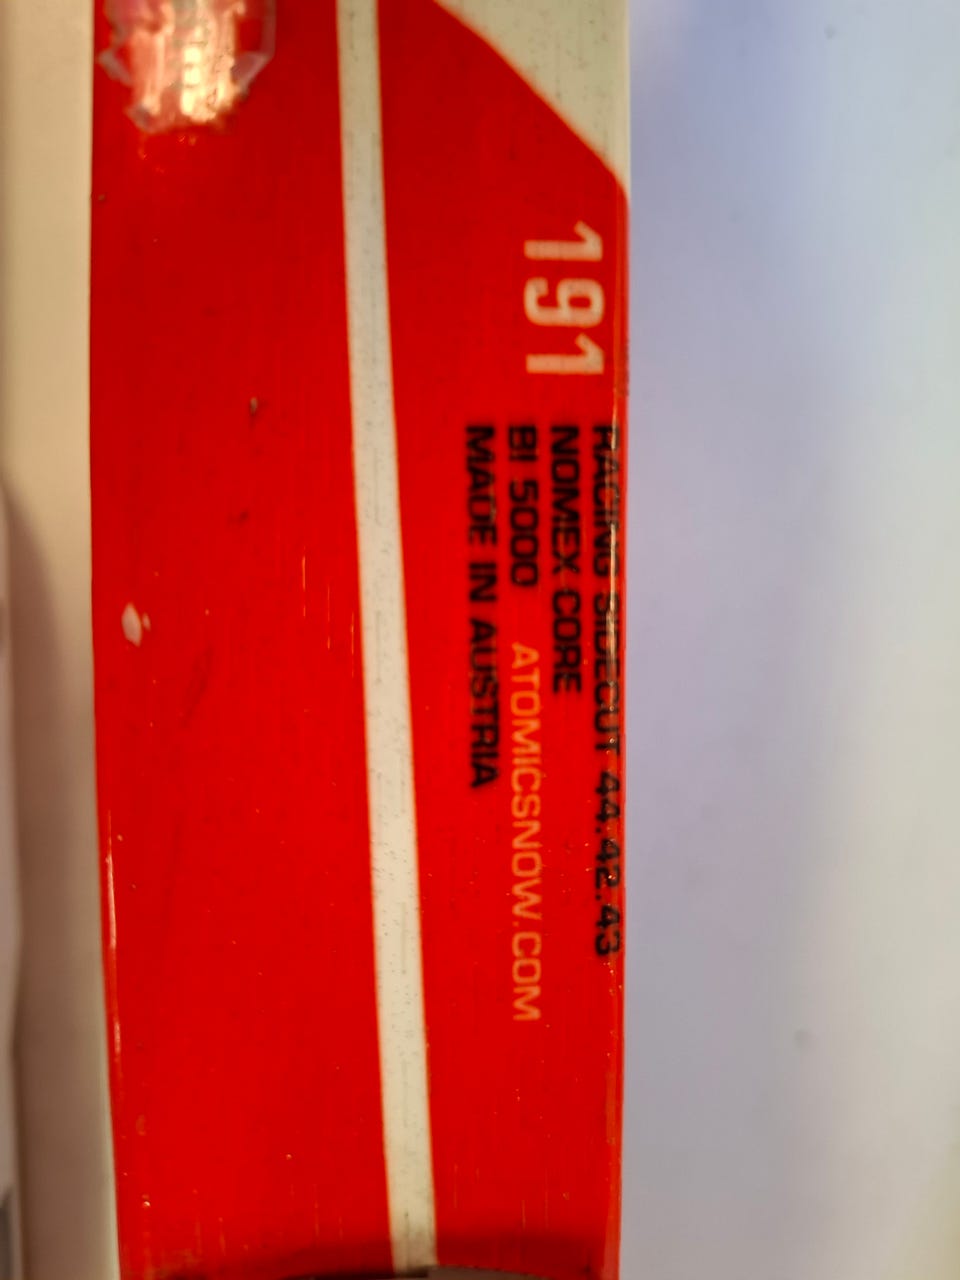 191
RACING SIDECUT 44.42.43
NOMEX CORE
BI 5000 ATOMICSNOW.COM
MADE IN AUSTRIA